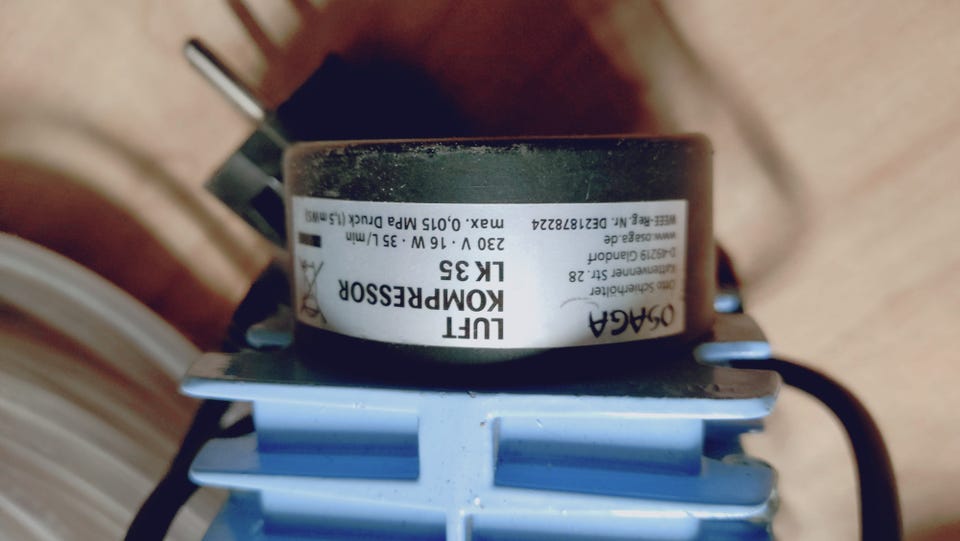 OSAGA
Otto Schierhölter
Kattenvenner Str. 28
D-49219 Glandorf
www.osaga.de
WEEE-Reg.Nr. DE21878224
LUFT
KOMPRESSOR
LK 35
230 V · 16 W · 35 L/min
max. 0,015 MPa Druck (1,5 mWS)